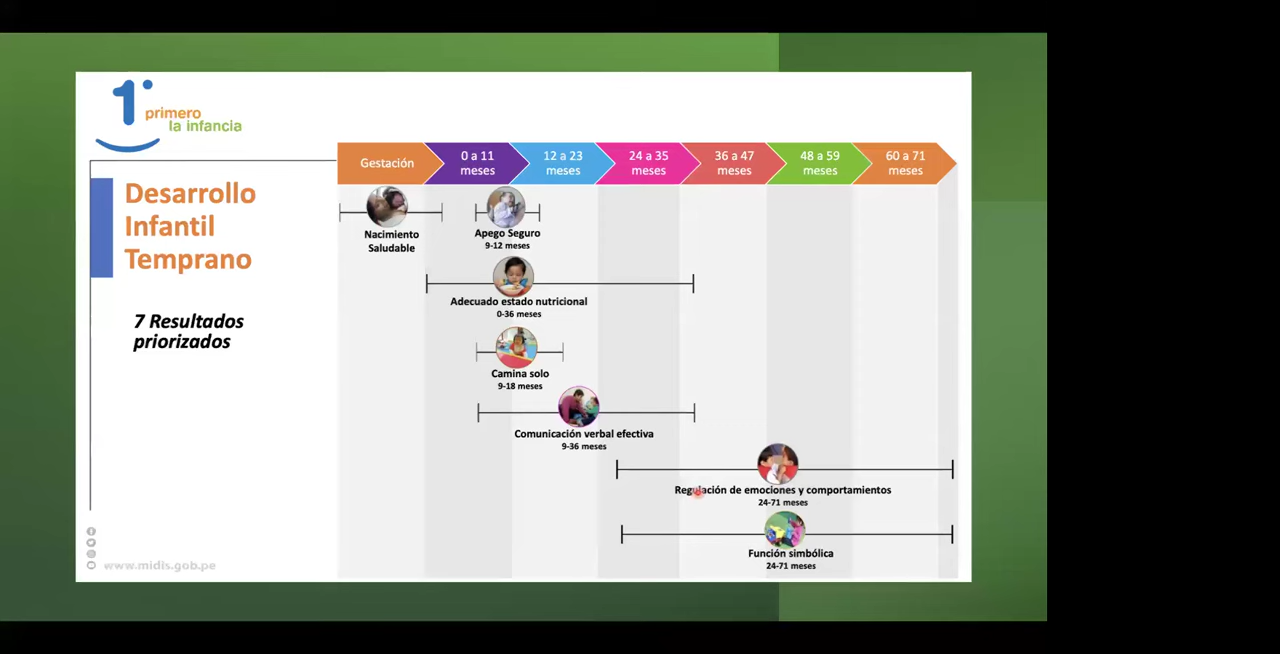 1°
primero
la infancia
Desarrollo
Infantil
Temprano
7 Resultados
priorizados
www.midis.gob.pe
Gestación
0 a 11
meses
12 a 23
meses
24 a 35
meses
36 a 47
meses
48 a 59
meses
60 a 71
meses
Nacimiento
Saludable
Apego Seguro
9-12 meses
Adecuado estado nutricional
0-36 meses
Camina solo
9-18 meses
Comunicación verbal efectiva
9-36 meses
Regulación de emociones y comportamientos
24-71 meses
Función simbólica
24-71 meses